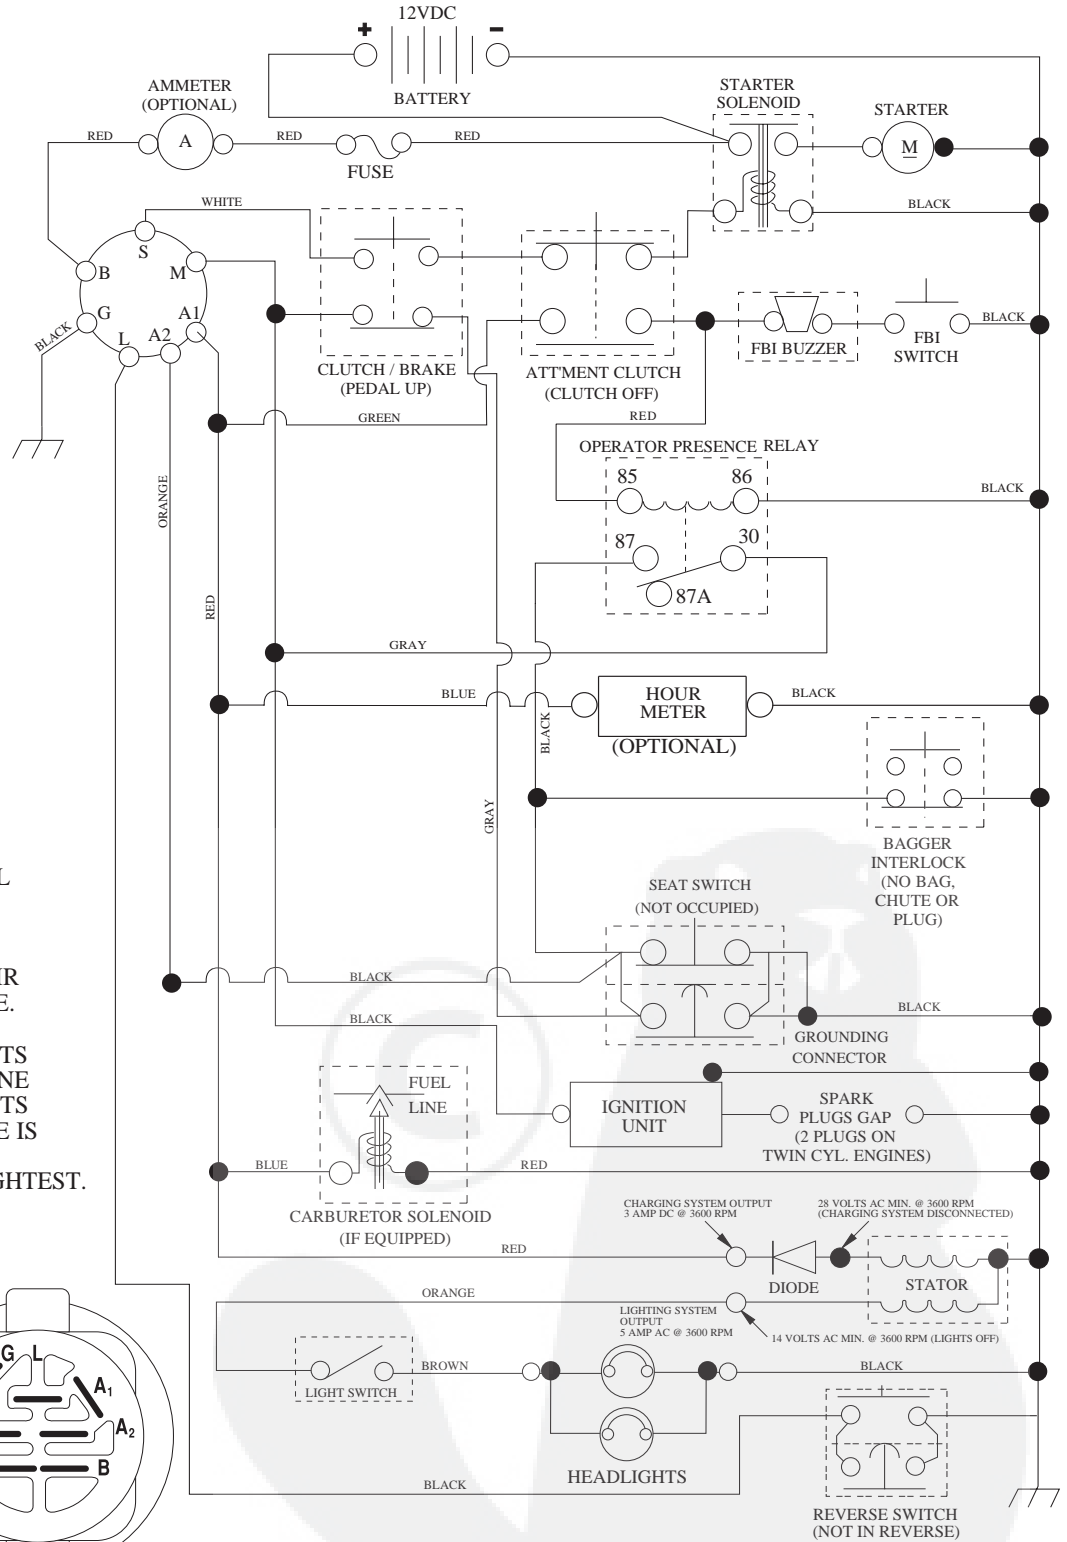 12VDC
+ −
BATTERY
AMMETER
(OPTIONAL)
RED
A
RED
FUSE
RED
STARTER
SOLENOID
STARTER
M
BLACK
WHITE
S
B
M
G
A1
L
A2
BLACK
CLUTCH / BRAKE
(PEDAL UP)
ATT'MENT CLUTCH
(CLUTCH OFF)
FBI BUZZER
FBI
SWITCH
BLACK
GREEN
RED
ORANGE
OPERATOR PRESENCE RELAY
85
86
BLACK
87
30
87A
RED
GRAY
BLUE
HOUR
METER
(OPTIONAL)
BLACK
BLACK
GRAY
BAGGER
INTERLOCK
(NO BAG,
CHUTE OR
PLUG)
L
SEAT SWITCH
(NOT OCCUPIED)
IR
E.
BLACK
BLACK
BLACK
GROUNDING
CONNECTOR
TS
NE
TS
E IS
GHTEST.
FUEL
LINE
IGNITION
UNIT
SPARK
PLUGS GAP
(2 PLUGS ON
TWIN CYL. ENGINES)
BLUE
RED
CARBURETOR SOLENOID
(IF EQUIPPED)
CHARGING SYSTEM OUTPUT
3 AMP DC @ 3600 RPM
28 VOLTS AC MIN. @ 3600 RPM
(CHARGING SYSTEM DISCONNECTED)
RED
DIODE
STATOR
ORANGE
LIGHTING SYSTEM
OUTPUT
5 AMP AC @ 3600 RPM
14 VOLTS AC MIN. @ 3600 RPM (LIGHTS OFF)
BROWN
LIGHT SWITCH
BLACK
HEADLIGHTS
BLACK
REVERSE SWITCH
(NOT IN REVERSE)
G L
A1
A2
B
©